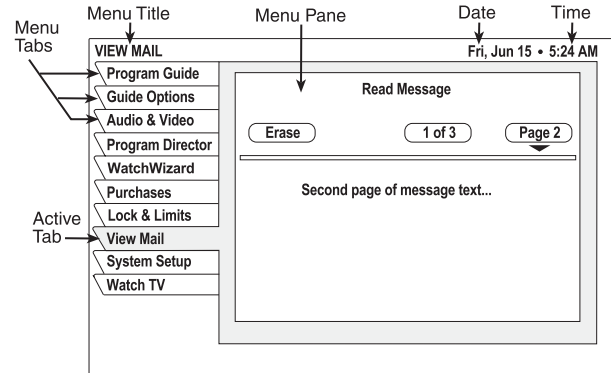 Menu Title
Menu Pane
Date
Time
Menu
Tabs
VIEW MAIL
Fri, Jun 15 • 5:24 AM
Program Guide
Guide Options
Audio & Video
Program Director
WatchWizard
Purchases
Lock & Limits
Active
Tab
View Mail
System Setup
Watch TV
Read Message
Erase
1 of 3
Page 2
Second page of message text...